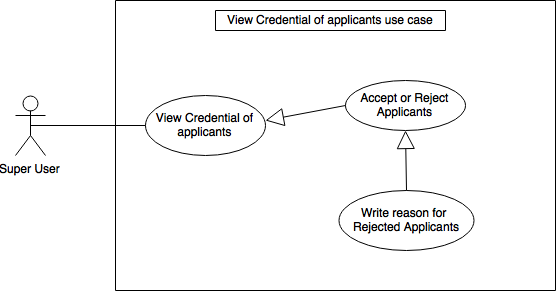 View Credential of applicants use case
View Credential of
applicants
Accept or Reject
Applicants
Super User
Write reason for
Rejected Applicants